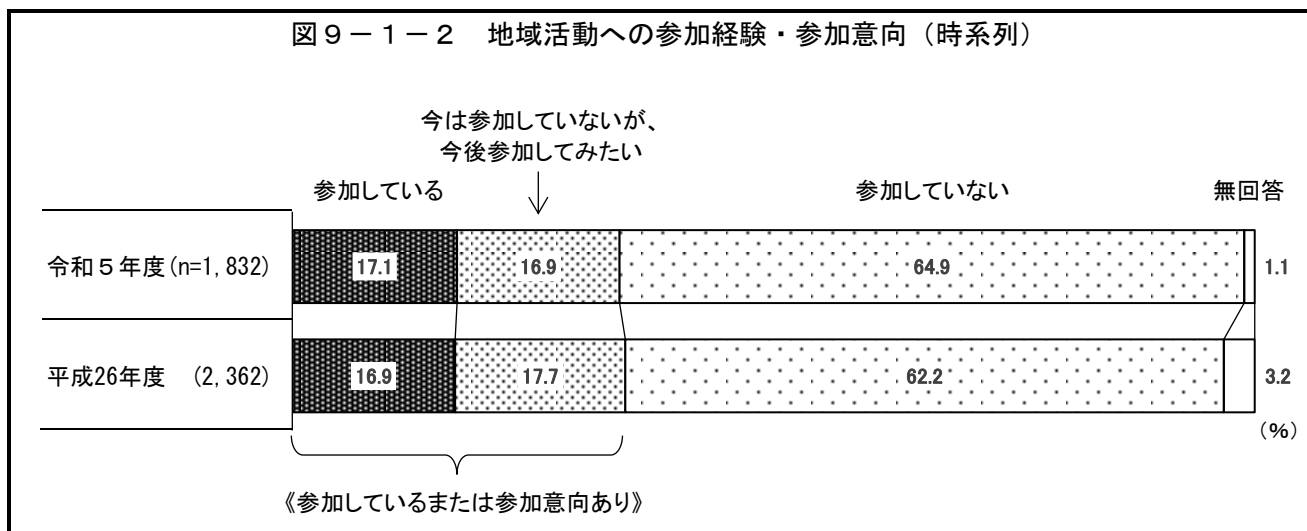 図9-1-2 地域活動への参加経験・参加意向(時系列)
今は参加していないが、
今後参加してみたい
参加している
参加していない
無回答
令和5年度(n=1,832)
17.1
16.9
64.9
1.1
平成26年度 (2,362)
16.9
17.7
62.2
3.2
(%)
《参加しているまたは参加意向あり》